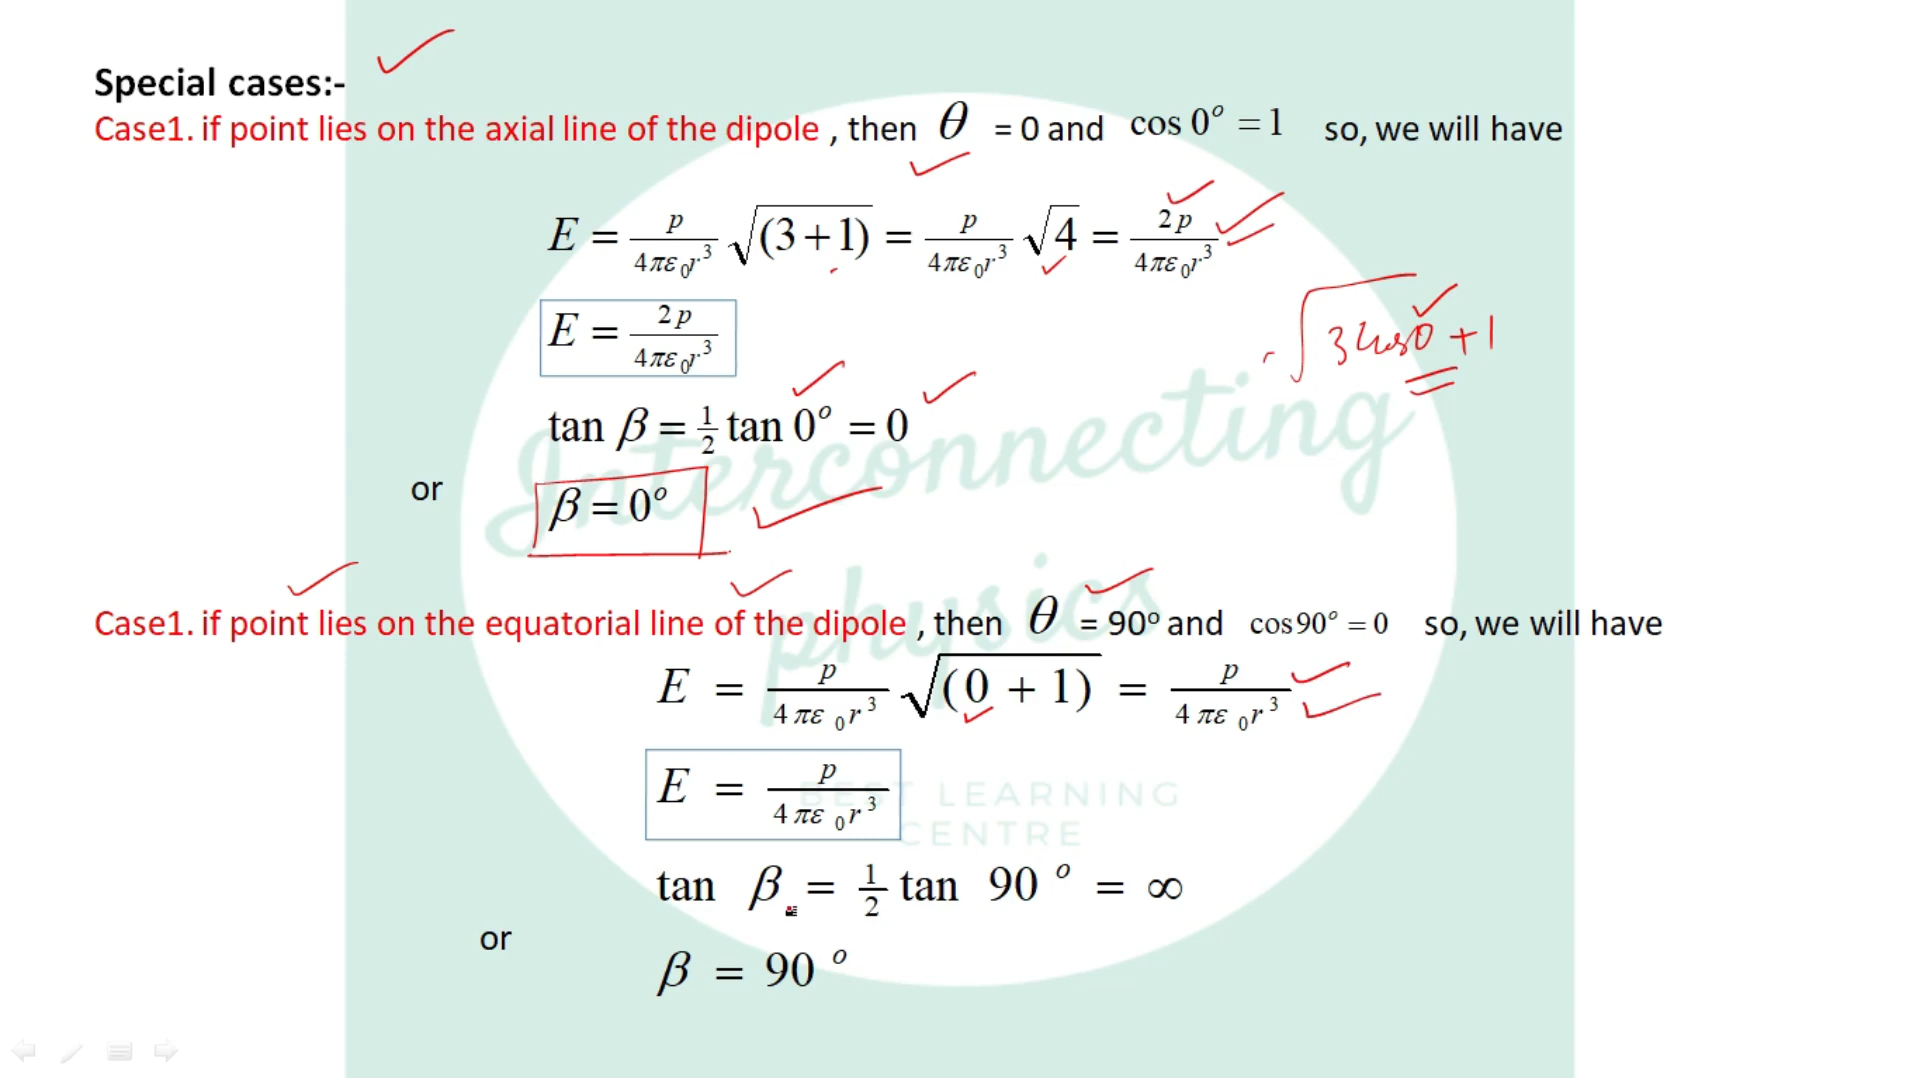 Special cases:-
Case1. if point lies on the axial line of the dipole , then θ = 0 and cos 0° = 1 so, we will have
E = p/(4πε₀r³) √(3+1) = p/(4πε₀r³) √4 = 2p/(4πε₀r³)
E = 2p/(4πε₀r³)
√3 cos 0 + 1
tan β = ½ tan 0° = 0
or
β = 0°
Case1. if point lies on the equatorial line of the dipole , then θ = 90° and cos 90° = 0 so, we will have
E = p/(4πε₀r³) √(0 + 1) = p/(4πε₀r³)
E = p/(4πε₀r³)
tan β = ½ tan 90° = ∞
or
β = 90°
Interconnecting
physics
BEST LEARNING
CENTRE